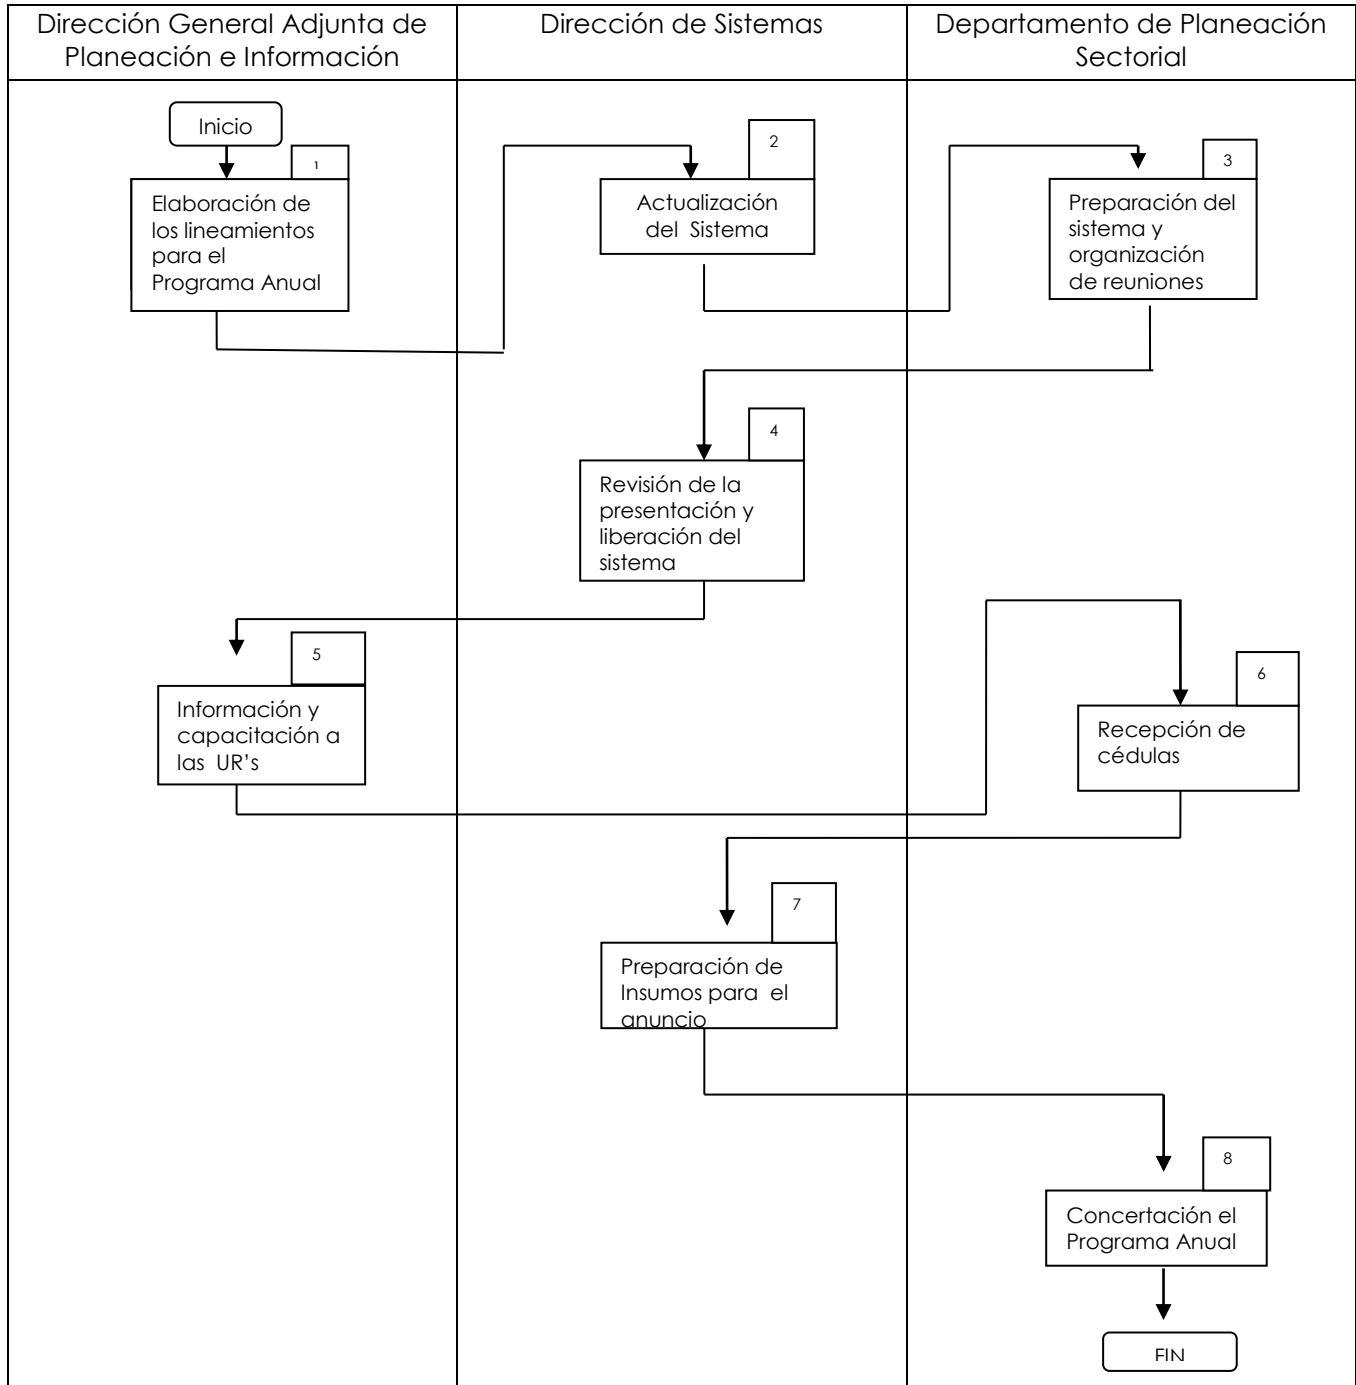 Dirección General Adjunta de
Planeación e Información
Dirección de Sistemas
Departamento de Planeación
Sectorial
Inicio
1
Elaboración de
los lineamientos
para el
Programa Anual
2
Actualización
del Sistema
3
Preparación del
sistema y
organización
de reuniones
4
Revisión de la
presentación y
liberación del
sistema
5
Información y
capacitación a
las UR's
6
Recepción de
cédulas
7
Preparación de
Insumos para el
anuncio
8
Concertación el
Programa Anual
FIN